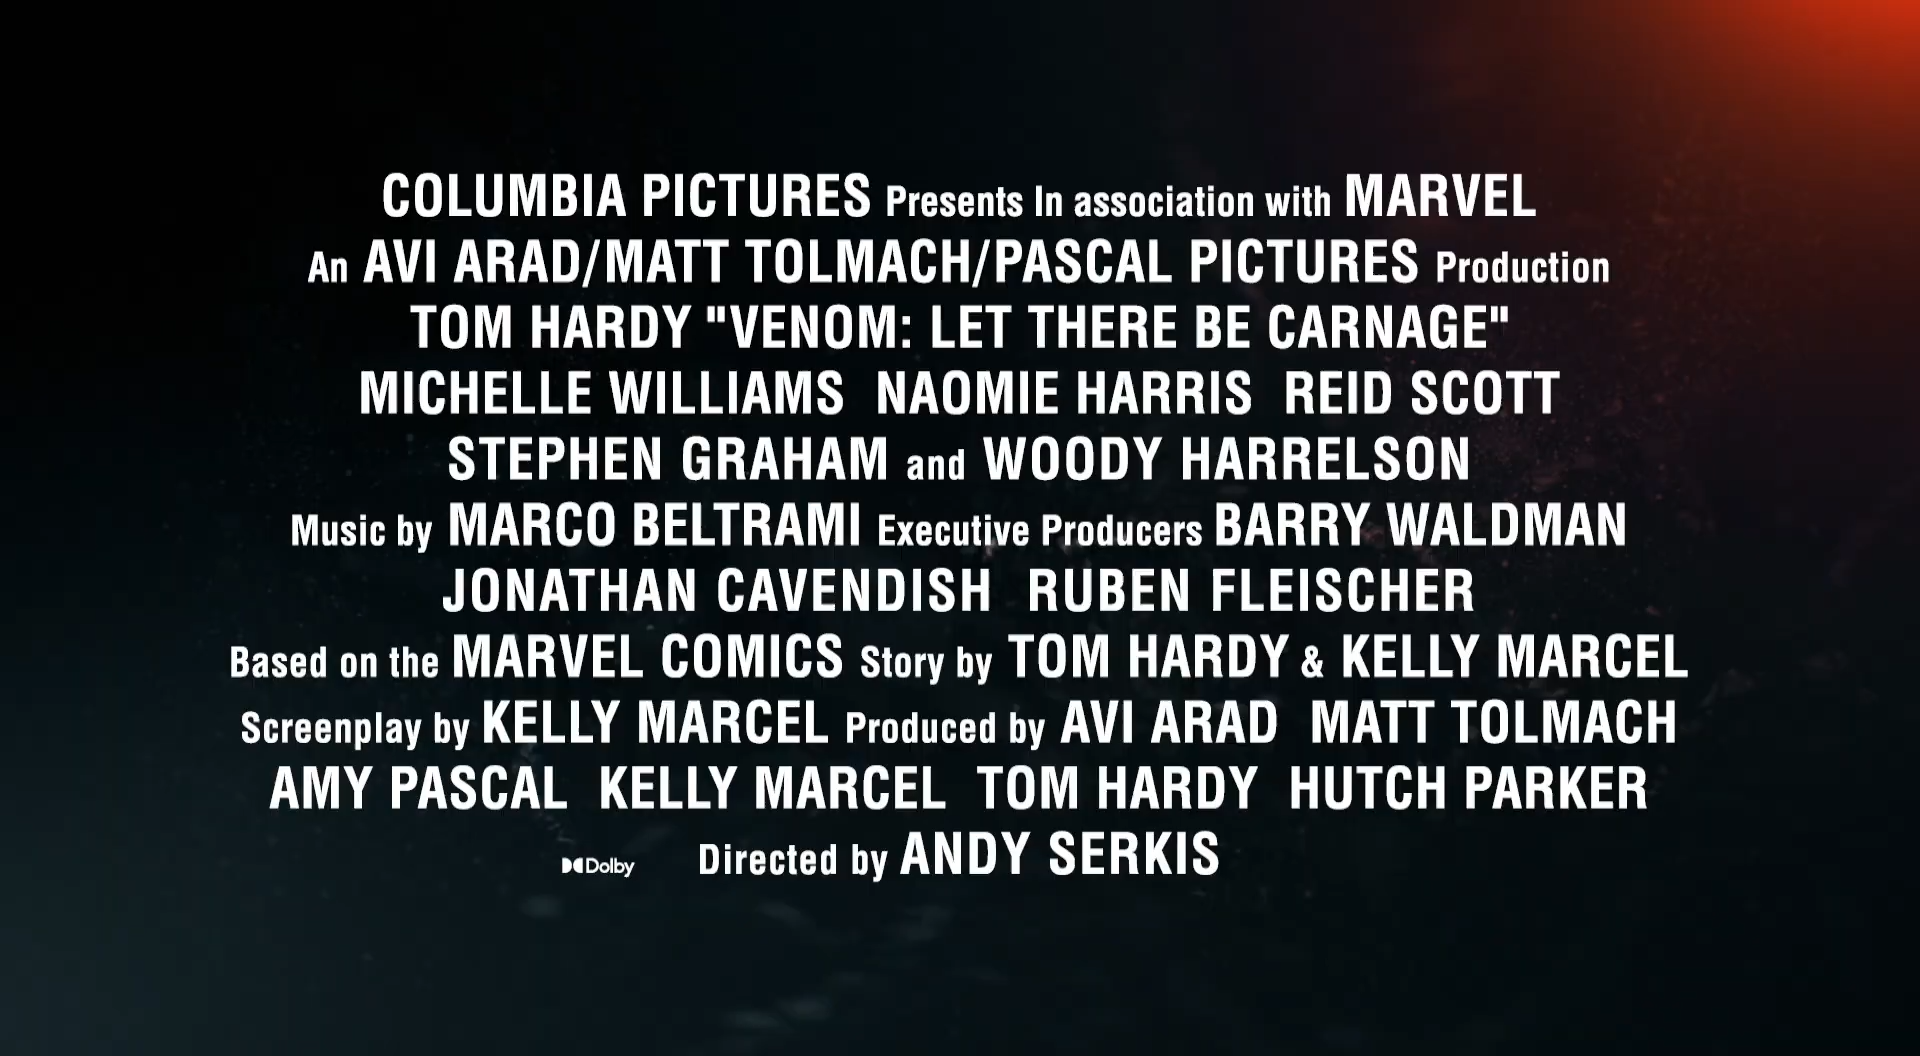 COLUMBIA PICTURES Presents In association with MARVEL
An AVI ARAD/MATT TOLMACH/PASCAL PICTURES Production
TOM HARDY "VENOM: LET THERE BE CARNAGE"
MICHELLE WILLIAMS NAOMIE HARRIS REID SCOTT
STEPHEN GRAHAM and WOODY HARRELSON
Music by MARCO BELTRAMI Executive Producers BARRY WALDMAN
JONATHAN CAVENDISH RUBEN FLEISCHER
Based on the MARVEL COMICS Story by TOM HARDY & KELLY MARCEL
Screenplay by KELLY MARCEL Produced by AVI ARAD MATT TOLMACH
AMY PASCAL KELLY MARCEL TOM HARDY HUTCH PARKER
Dolby Directed by ANDY SERKIS